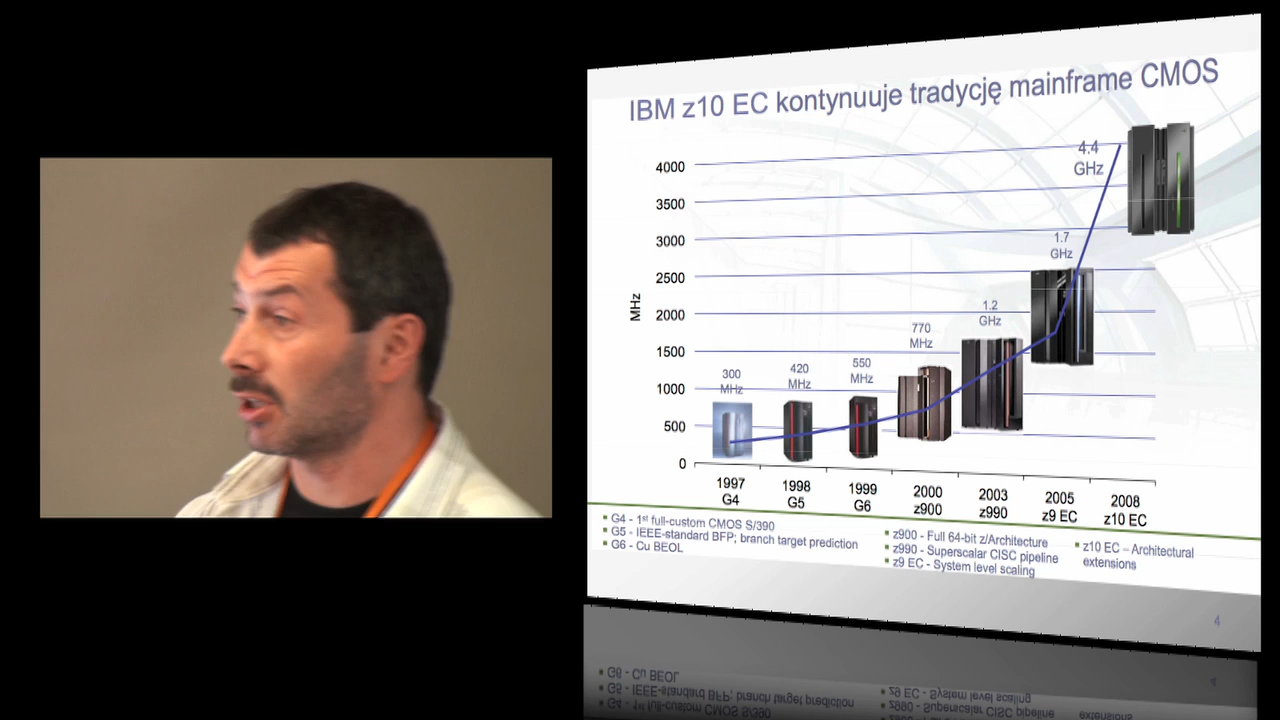 IBM z10 EC kontynuuje tradycję mainframe CMOS
4000
3500
3000
2500
2000
1500
1000
500
0
MHz
300
MHz
420
MHz
550
MHz
770
MHz
1.2
GHz
1.7
GHz
4.4
GHz
1997
G4
1998
G5
1999
G6
2000
z900
2003
z990
2005
z9 EC
2008
z10 EC
▪ G4 - 1st full-custom CMOS S/390
▪ G5 - IEEE-standard BFP; branch target prediction
▪ G6 - Cu BEOL
▪ z900 - Full 64-bit z/Architecture
▪ z990 - Superscalar CISC pipeline
▪ z9 EC - System level scaling
▪ z10 EC – Architectural
extensions
4